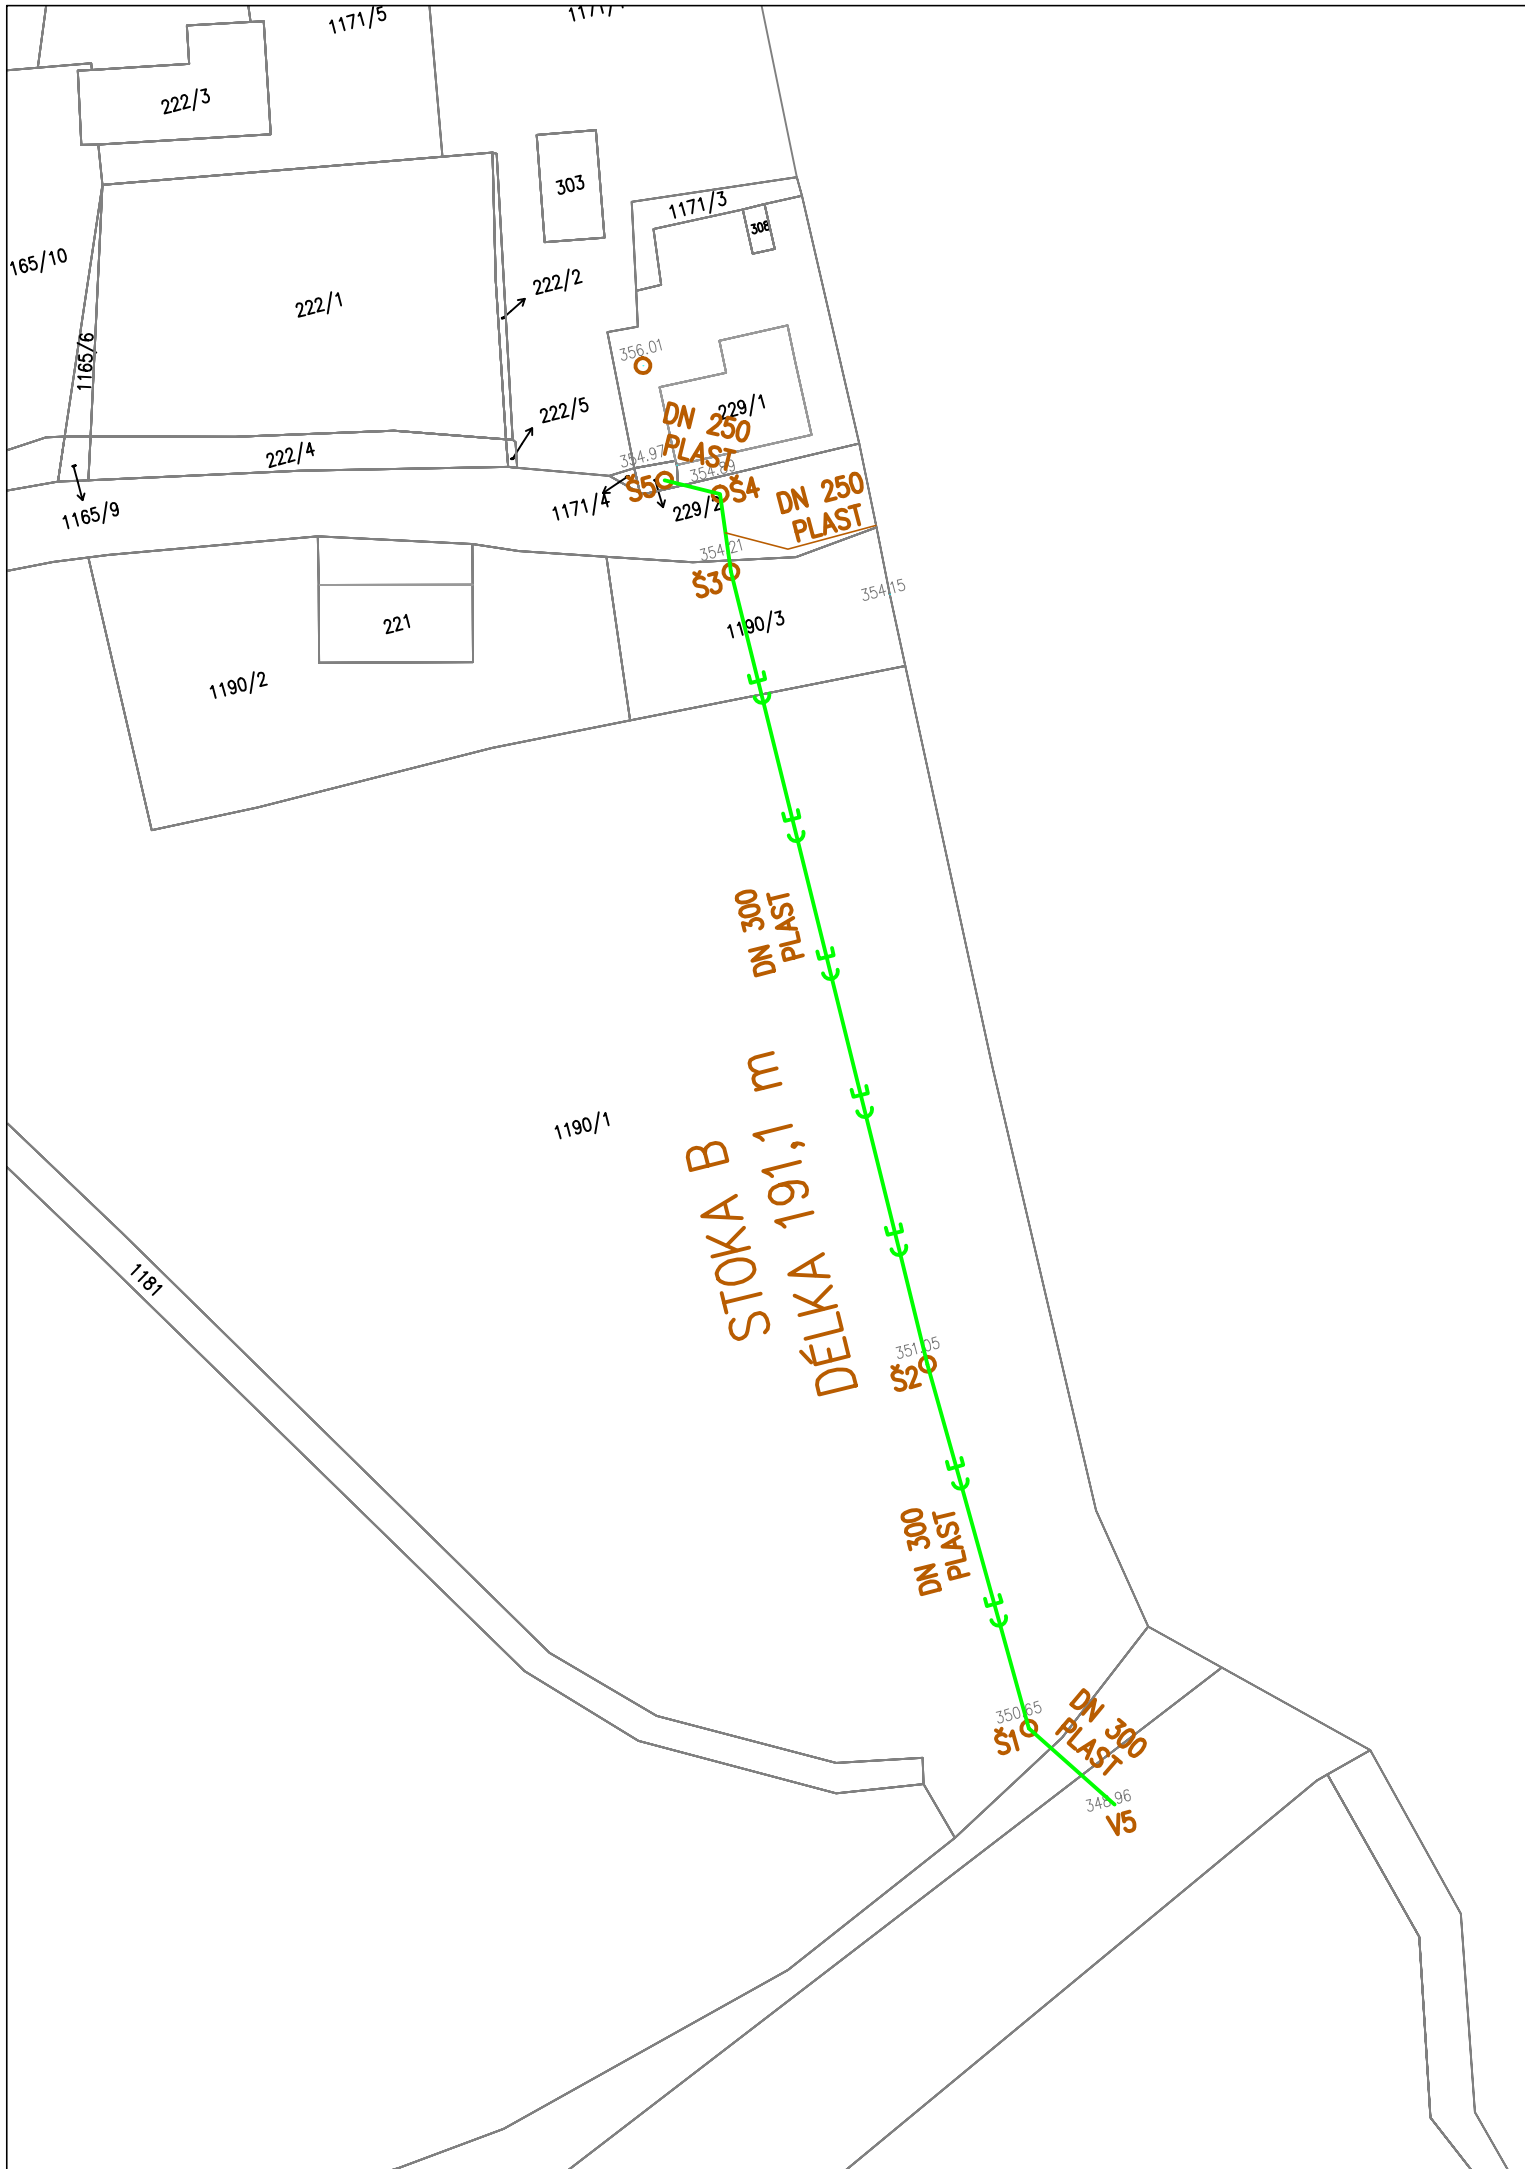 1171/5
222/3
303
1171/3
308
165/10
222/2
222/1
1165/6
356.01
222/5
229/1
DN 250
PLAST
222/4
354.97
354.89
Š5
Š4
DN 250
PLAST
1171/4
229/2
1165/9
354.21
Š3
354.15
221
1190/3
1190/2
DN 300
PLAST
1190/1
STOKA B
DÉLKA 191,1 m
1181
351.05
Š2
DN 300
PLAST
350.65
Š1
DN 300
PLAST
348.96
V5